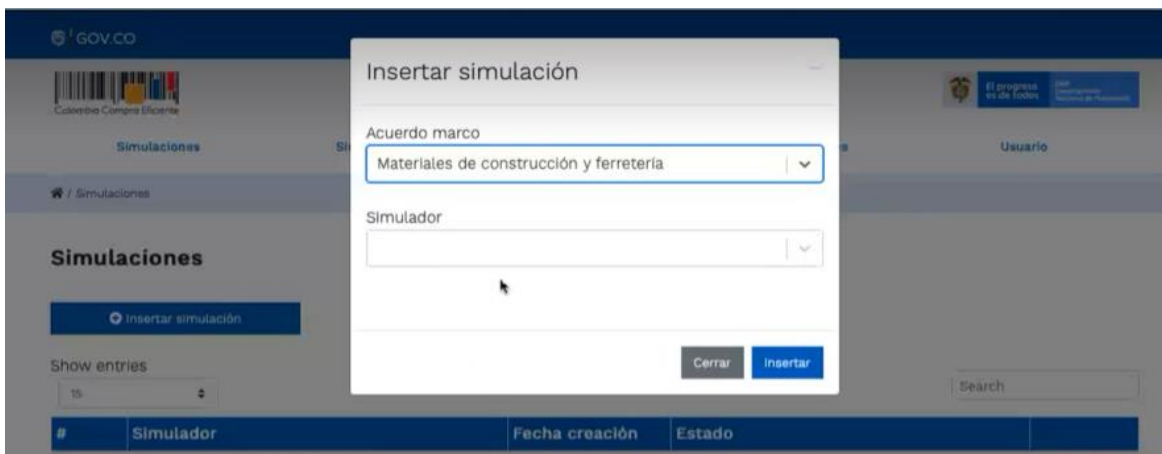 GOV.CO
Insertar simulación
Colombia Compra Eficiente
El progreso
es de todos
Acuerdo marco
Simulaciones
Usuario
Materiales de construcción y ferretería
/ Simulaciones
Simulador
Simulaciones
Insertar simulación
Show entries
Cerrar
Insertar
15
Search
#
Simulador
Fecha creación
Estado